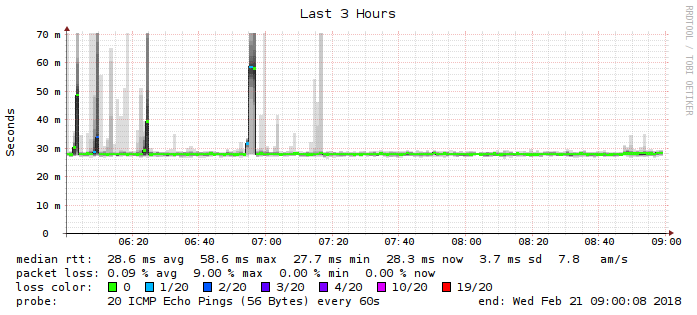 Last 3 Hours
RRDTOOL / TOBI OETIKER
Seconds
70 m
60 m
50 m
40 m
30 m
20 m
10 m
0
06:20 06:40 07:00 07:20 07:40 08:00 08:20 08:40 09:00
median rtt: 28.6 ms avg 58.6 ms max 27.7 ms min 28.3 ms now 3.7 ms sd 7.8 am/s
packet loss: 0.09 % avg 9.00 % max 0.00 % min 0.00 % now
loss color: 0 1/20 2/20 3/20 4/20 10/20 19/20
probe: 20 ICMP Echo Pings (56 Bytes) every 60s end: Wed Feb 21 09:00:08 2018